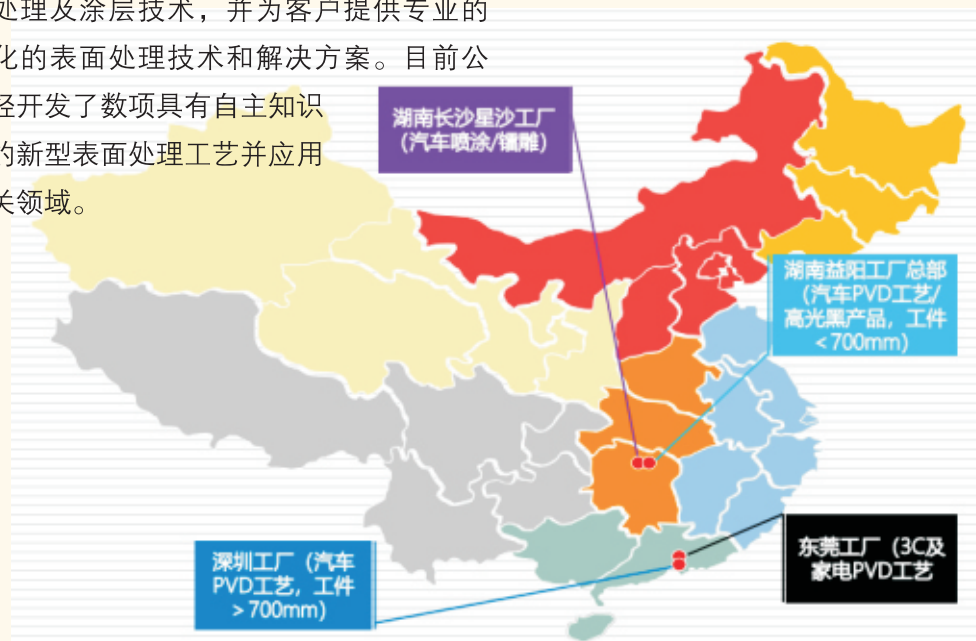 处理及涂层技术，并为客户提供专业的
化的表面处理技术和解决方案。目前公
经开发了数项具有自主知识
的新型表面处理工艺并应用
关领域。
湖南长沙星沙工厂
（汽车喷涂/镭雕）
湖南益阳工厂总部
（汽车PVD工艺/
高光黑产品，工件
＜700mm）
深圳工厂（汽车
PVD工艺，工件
＞700mm）
东莞工厂（3C及
家电PVD工艺